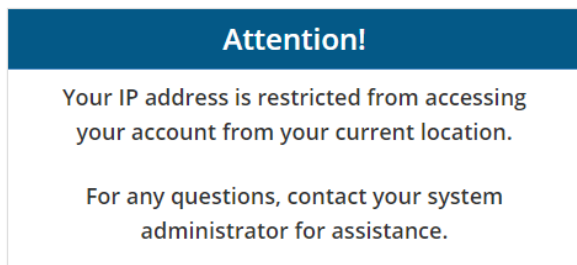 Attention!
Your IP address is restricted from accessing
your account from your current location.
For any questions, contact your system
administrator for assistance.